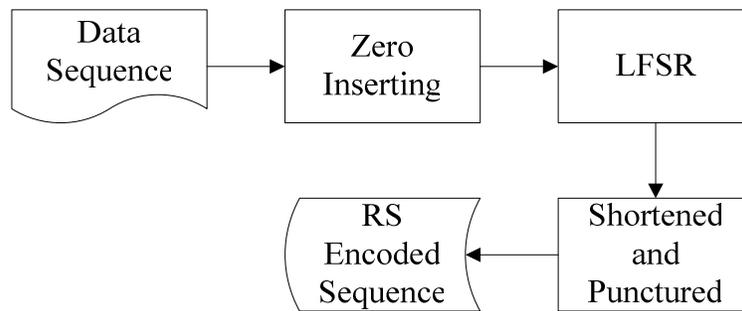 Data
Sequence
Zero
Inserting
LFSR
Shortened
and
Punctured
RS
Encoded
Sequence